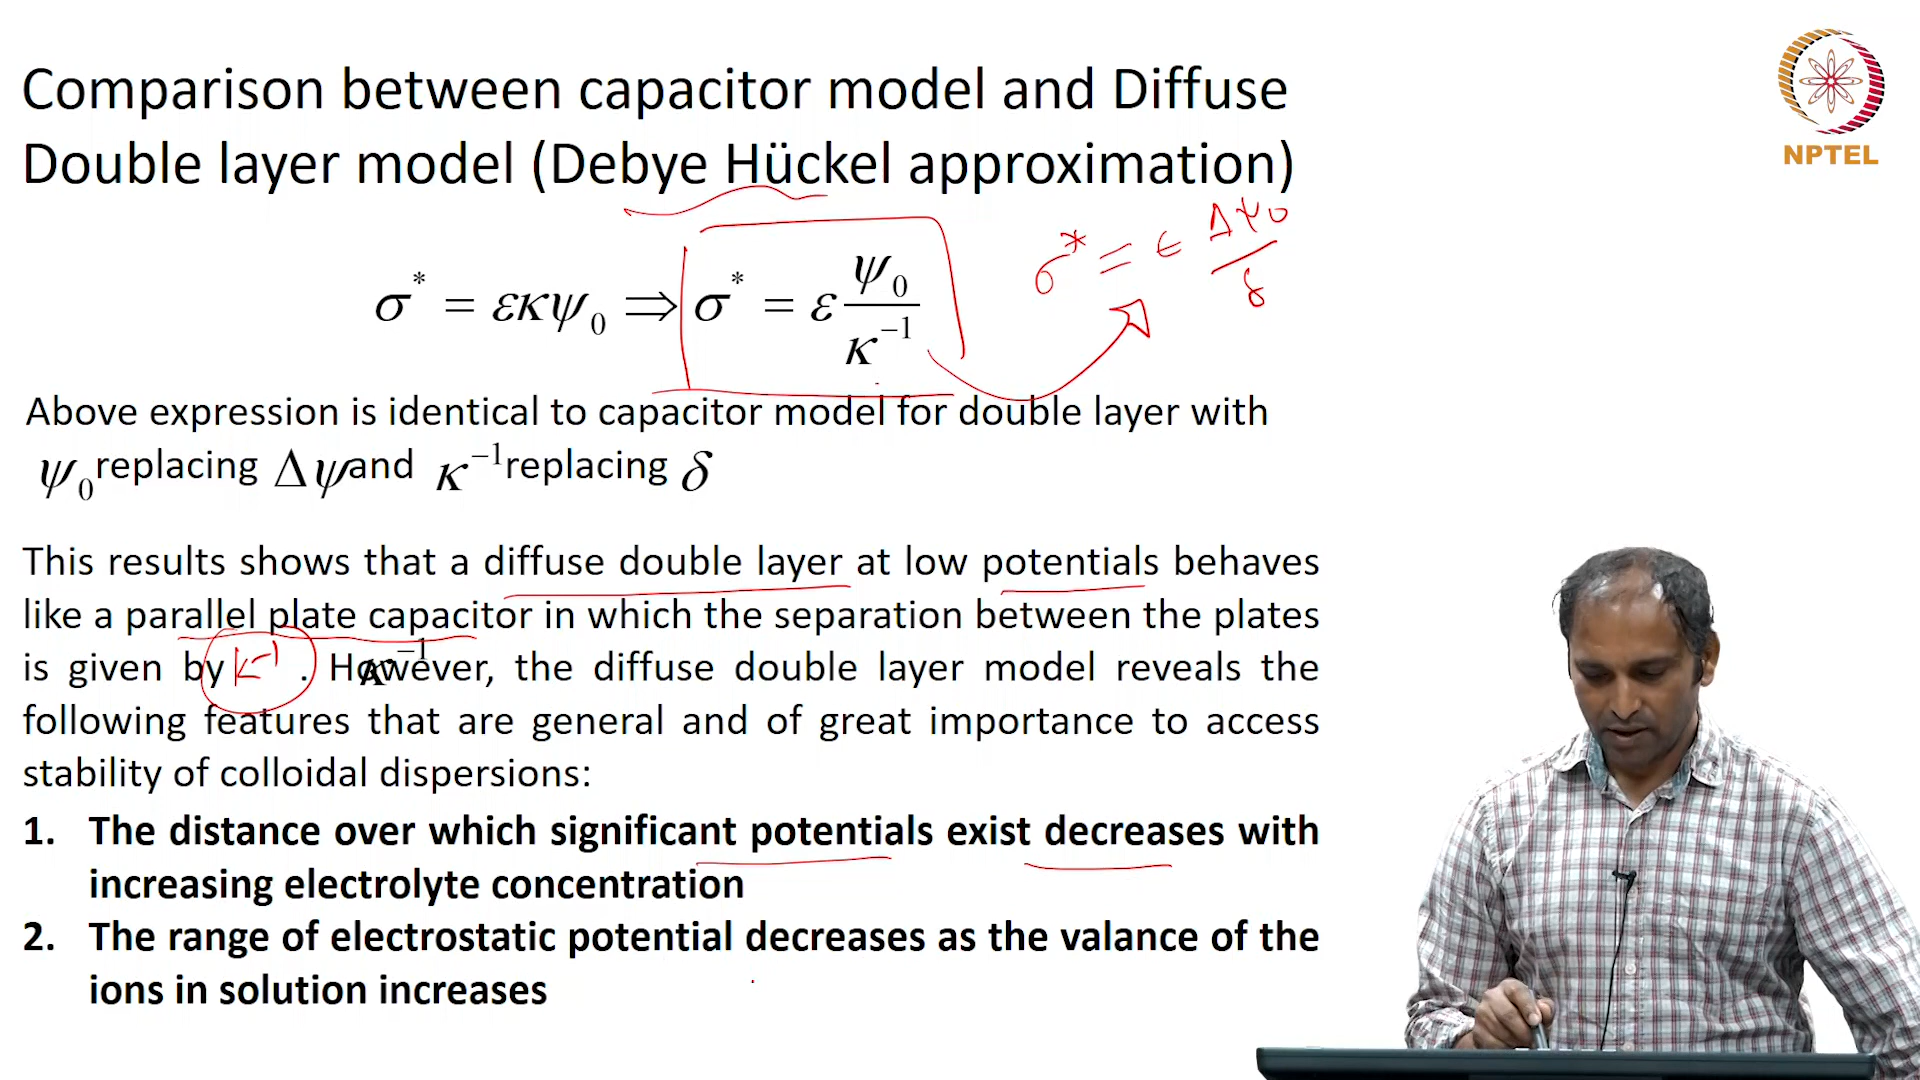 Comparison between capacitor model and Diffuse
Double layer model (Debye Hückel approximation)
NPTEL
σ* = εκψ₀ ⇒ σ* = ε ψ₀/κ⁻¹
σ* = ε Δψ₀/δ
Above expression is identical to capacitor model for double layer with
ψ₀ replacing Δψ and κ⁻¹ replacing δ
This results shows that a diffuse double layer at low potentials behaves
like a parallel plate capacitor in which the separation between the plates
is given by κ⁻¹ . However, κ⁻¹ the diffuse double layer model reveals the
following features that are general and of great importance to access
stability of colloidal dispersions:
1. The distance over which significant potentials exist decreases with
increasing electrolyte concentration
2. The range of electrostatic potential decreases as the valance of the
ions in solution increases